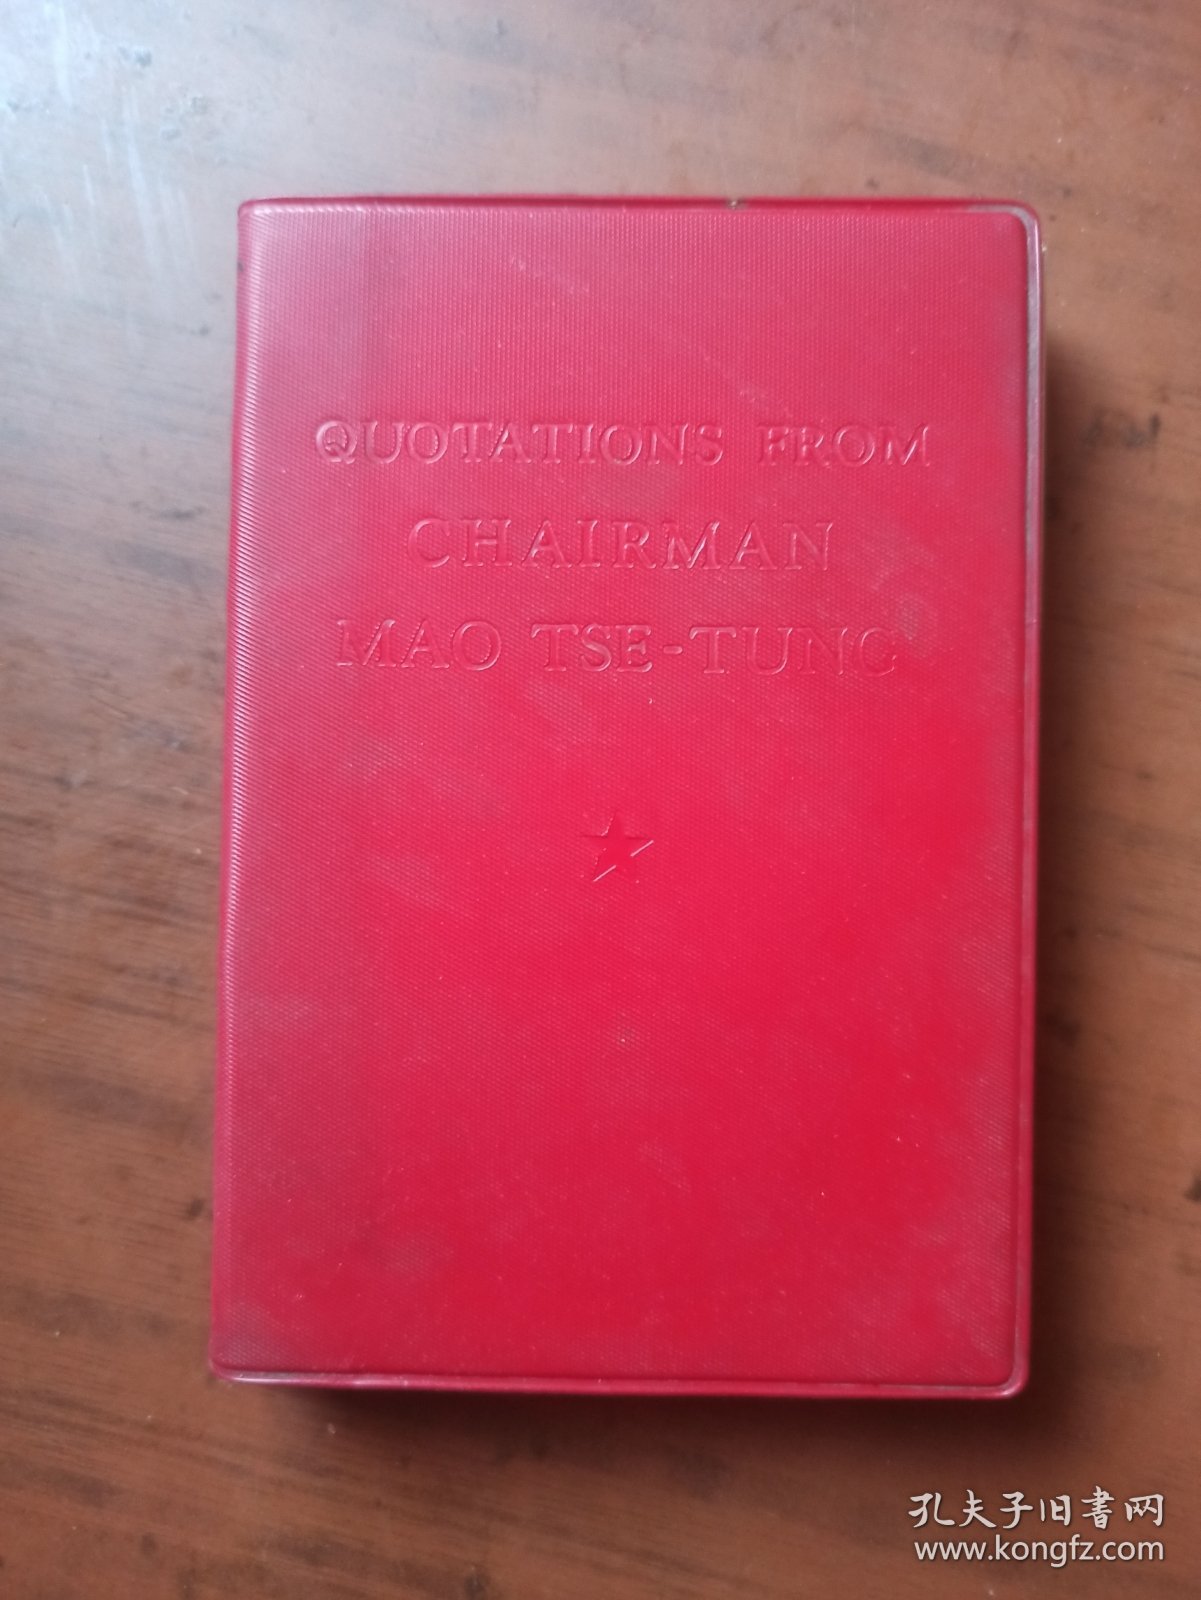 QUOTATIONS FROM
CHAIRMAN
MAO TSE-TUNG
孔夫子旧书网
www.kongfz.com